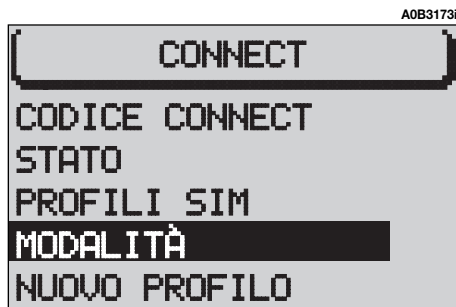 A0B3173i
CONNECT
CODICE CONNECT
STATO
PROFILI SIM
MODALITÀ
NUOVO PROFILO